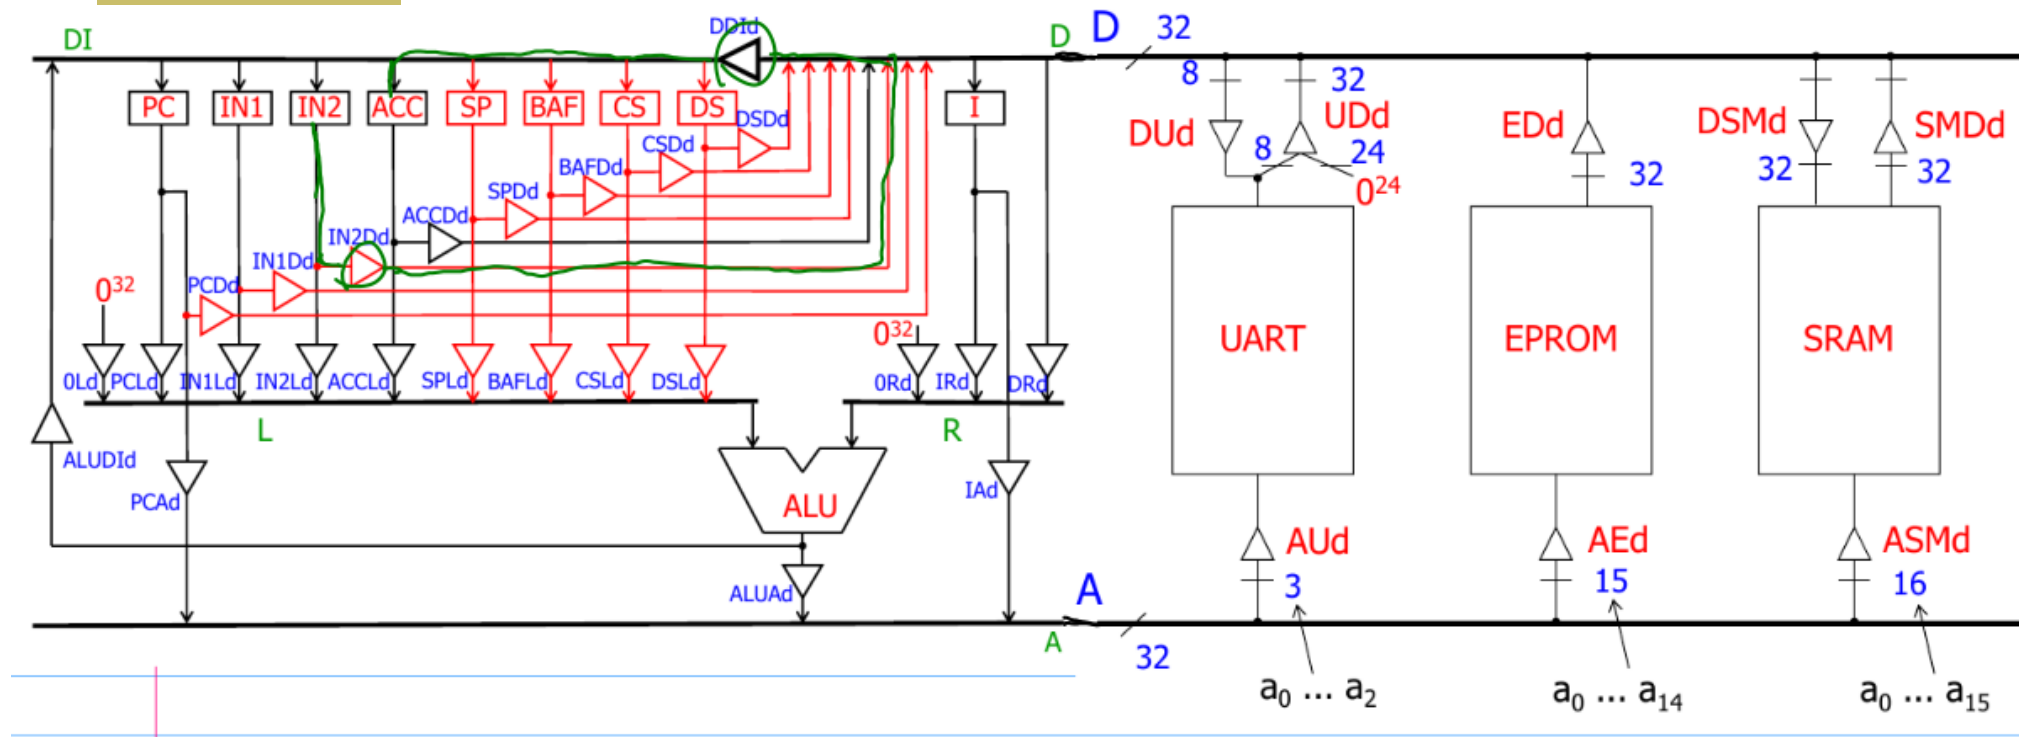 DDId
DI
D
D
32
PC
IN1
IN2
ACC
SP
BAF
CS
DS
I
8
32
DUd
UDd
8
24
0²⁴
EDd
32
DSMd
SMDd
32
32
DSDd
CSDd
BAFDd
SPDd
ACCDd
IN2Dd
IN1Dd
PCDd
0³²
0³²
UART
EPROM
SRAM
0Ld
PCLd
IN1Ld
IN2Ld
ACCLd
SPLd
BAFLd
CSLd
DSLd
0Rd
IRd
DRd
L
R
ALUDId
PCAd
ALU
IAd
AUd
AEd
ASMd
3
15
16
ALUAd
A
A
32
a₀ ... a₂
a₀ ... a₁₄
a₀ ... a₁₅